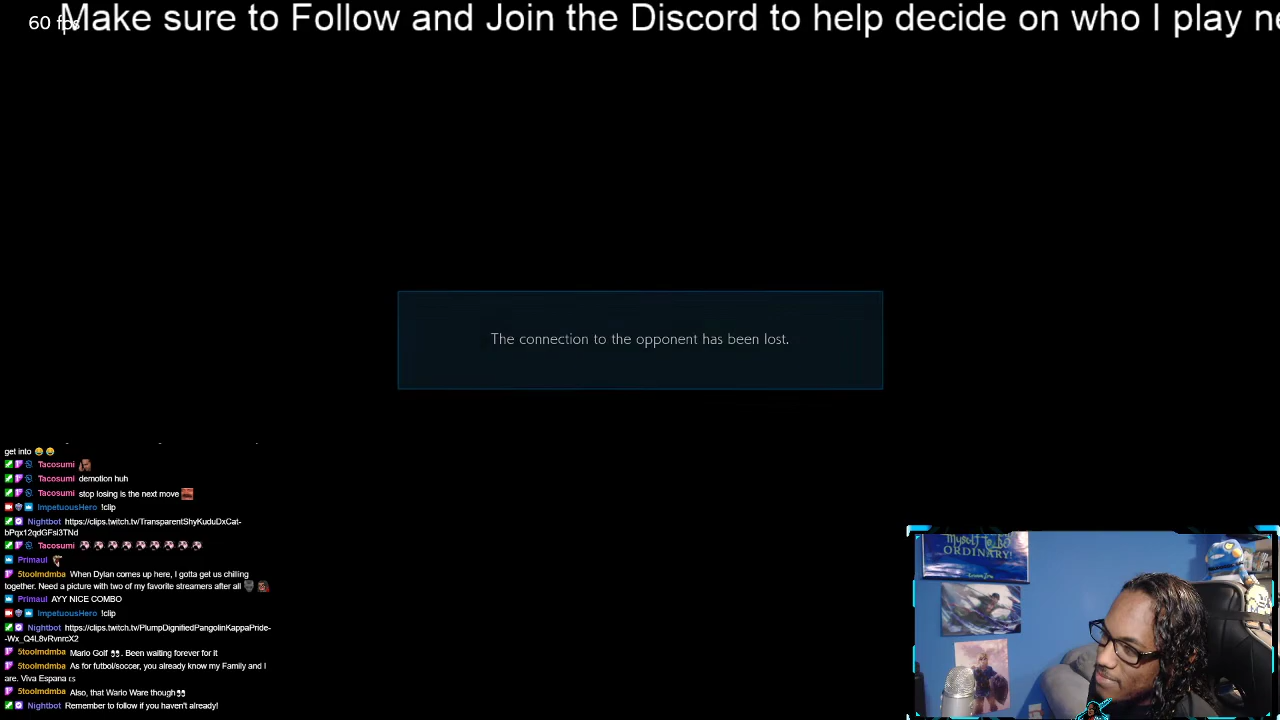 60 fps
Make sure to Follow and Join the Discord to help decide on who I play ne
The connection to the opponent has been lost.
get into 😂 😂
Tacosumi
Tacosumi demotion huh
Tacosumi stop losing is the next move
ImpetuousHero !clip
Nightbot https://clips.twitch.tv/TransparentShyKuduDxCat-
bPqx12qdGFsl3TNd
Tacosumi
Primaul
5toolmdmba When Dylan comes up here, I gotta get us chilling
together. Need a picture with two of my favorite streamers after all
Primaul AYY NICE COMBO
ImpetuousHero !clip
Nightbot https://clips.twitch.tv/PlumpDignifiedPangolinKappaPride-
-Wx_Q4L8vRvnrcX2
5toolmdmba Mario Golf 👀. Been waiting forever for it
5toolmdmba As for futbol/soccer, you already know my Family and I
are. Viva Espana ᴇs
5toolmdmba Also, that Wario Ware though👀
Nightbot Remember to follow if you haven't already!
Myself to be
ORDINARY!